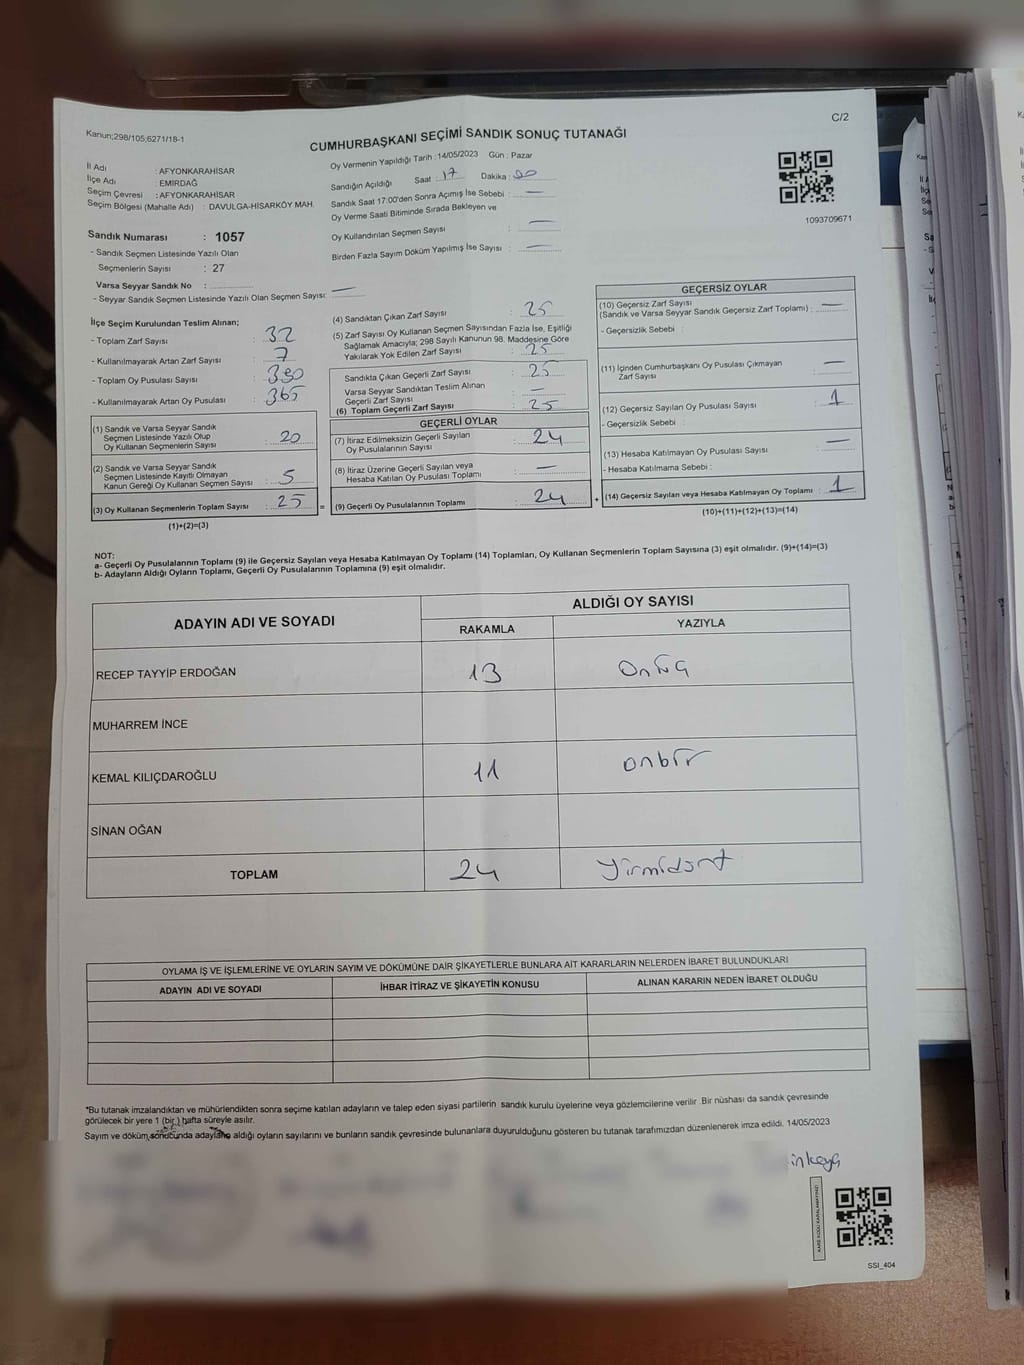 Kanun;298/105;6271/18-1
C/2
CUMHURBAŞKANI SEÇİMİ SANDIK SONUÇ TUTANAĞI
İl Adı : AFYONKARAHİSAR
İlçe Adı : EMİRDAĞ
Seçim Çevresi : AFYONKARAHİSAR
Seçim Bölgesi (Mahalle Adı) : DAVULGA-HİSARKÖY MAH.
Oy Vermenin Yapıldığı Tarih : 14/05/2023 Gün : Pazar
Sandığın Açıldığı Saat : 17 Dakika : 00
Sandık Saat 17:00'den Sonra Açımış İse Sebebi : —
Oy Verme Saati Bitiminde Sırada Bekleyen ve
Oy Kullandırılan Seçmen Sayısı : —
Birden Fazla Sayım Döküm Yapılmış İse Sayısı : —
1093709671
Sandık Numarası : 1057
- Sandık Seçmen Listesinde Yazılı Olan
Seçmenlerin Sayısı : 27
Varsa Seyyar Sandık No :
- Seyyar Sandık Seçmen Listesinde Yazılı Olan Seçmen Sayısı: —
İlçe Seçim Kurulundan Teslim Alınan;
- Toplam Zarf Sayısı : 32
- Kullanılmayarak Artan Zarf Sayısı : 7
- Toplam Oy Pusulası Sayısı : 390
- Kullanılmayarak Artan Oy Pusulası : 365
(1) Sandık ve Varsa Seyyar Sandık
Seçmen Listesinde Yazılı Olup
Oy Kullanan Seçmenlerin Sayısı : 20
(2) Sandık ve Varsa Seyyar Sandık
Seçmen Listesinde Kayıtlı Olmayan
Kanun Gereği Oy Kullanan Seçmen Sayısı : 5
(3) Oy Kullanan Seçmenlerin Toplam Sayısı : 25 =
(1)+(2)=(3)
(4) Sandıktan Çıkan Zarf Sayısı : 25
(5) Zarf Sayısı Oy Kullanan Seçmen Sayısından Fazla İse, Eşitliği
Sağlamak Amacıyla; 298 Sayılı Kanunun 98. Maddesine Göre
Yakılarak Yok Edilen Zarf Sayısı : 25
Sandıkta Çıkan Geçerli Zarf Sayısı : 25
Varsa Seyyar Sandıktan Teslim Alınan
Geçerli Zarf Sayısı : —
(6) Toplam Geçerli Zarf Sayısı : 25
GEÇERLİ OYLAR
(7) İtiraz Edilmeksizin Geçerli Sayılan
Oy Pusulalarının Sayısı : 24
(8) İtiraz Üzerine Geçerli Sayılan veya
Hesaba Katılan Oy Pusulası Toplamı : —
(9) Geçerli Oy Pusulalarının Toplamı : 24 +
GEÇERSİZ OYLAR
(10) Geçersiz Zarf Sayısı
(Sandık ve Varsa Seyyar Sandık Geçersiz Zarf Toplamı) : —
- Geçersizlik Sebebi :
(11) İçinden Cumhurbaşkanı Oy Pusulası Çıkmayan
Zarf Sayısı : —
(12) Geçersiz Sayılan Oy Pusulası Sayısı : 1
- Geçersizlik Sebebi :
(13) Hesaba Katılmayan Oy Pusulası Sayısı : —
- Hesaba Katılmama Sebebi :
(14) Geçersiz Sayılan veya Hesaba Katılmayan Oy Toplamı : 1
(10)+(11)+(12)+(13)=(14)
NOT:
a- Geçerli Oy Pusulalarının Toplamı (9) ile Geçersiz Sayılan veya Hesaba Katılmayan Oy Toplamı (14) Toplamları, Oy Kullanan Seçmenlerin Toplam Sayısına (3) eşit olmalıdır. (9)+(14)=(3)
b- Adayların Aldığı Oyların Toplamı, Geçerli Oy Pusulalarının Toplamına (9) eşit olmalıdır.
ADAYIN ADI VE SOYADI
ALDIĞI OY SAYISI
RAKAMLA YAZIYLA
RECEP TAYYİP ERDOĞAN 13 Onüç
MUHARREM İNCE
KEMAL KILIÇDAROĞLU 11 onbir
SİNAN OĞAN
TOPLAM 24 Yirmidört
OYLAMA İŞ VE İŞLEMLERİNE VE OYLARIN SAYIM VE DÖKÜMÜNE DAİR ŞİKAYETLERLE BUNLARA AİT KARARLARIN NELERDEN İBARET BULUNDUKLARI
ADAYIN ADI VE SOYADI İHBAR İTİRAZ VE ŞİKAYETİN KONUSU ALINAN KARARIN NEDEN İBARET OLDUĞU
*Bu tutanak imzalandıktan ve mühürlendikten sonra seçime katılan adayların ve talep eden siyasi partilerin sandık kurulu üyelerine veya gözlemcilerine verilir. Bir nüshası da sandık çevresinde
görülecek bir yere 1 (bir) hafta süreyle asılır.
Sayım ve döküm sonucunda adayların aldığı oyların sayılarını ve bunların sandık çevresinde bulunanlara duyurulduğunu gösteren bu tutanak tarafımızdan düzenlenerek imza edildi. 14/05/2023
inkaya
SSI_404